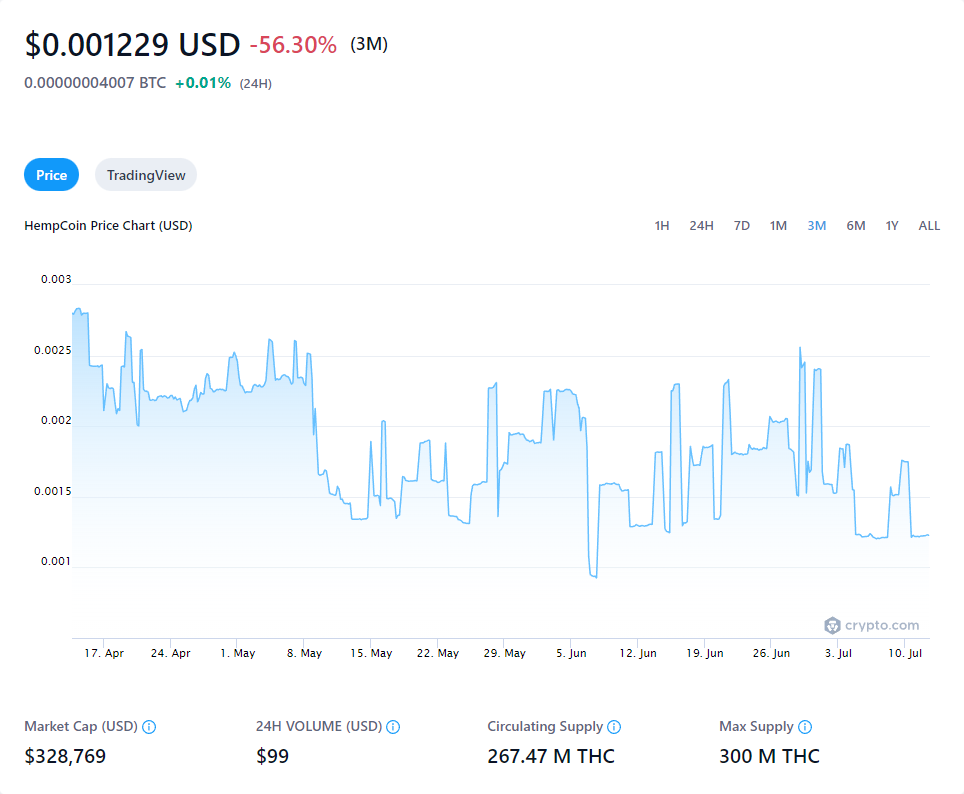 $0.001229 USD -56.30% (3M)
0.00000004007 BTC +0.01% (24H)
Price TradingView
HempCoin Price Chart (USD) 1H 24H 7D 1M 3M 6M 1Y ALL
0.003
0.0025
0.002
0.0015
0.001
crypto.com
17. Apr 24. Apr 1. May 8. May 15. May 22. May 29. May 5. Jun 12. Jun 19. Jun 26. Jun 3. Jul 10. Jul
Market Cap (USD) 24H VOLUME (USD) Circulating Supply Max Supply
$328,769 $99 267.47 M THC 300 M THC